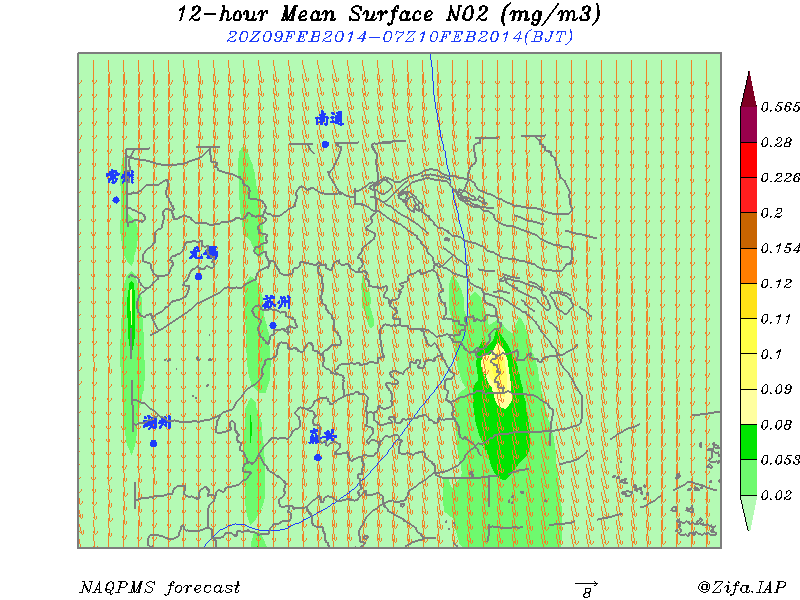 12-hour Mean Surface NO2 (mg/m3)
20Z09FEB2014-07Z10FEB2014(BJT)
南通
常州
无锡
苏州
湖州
嘉兴
0.565
0.28
0.226
0.2
0.154
0.12
0.11
0.1
0.09
0.08
0.053
0.02
NAQPMS forecast
8
@Zifa.IAP